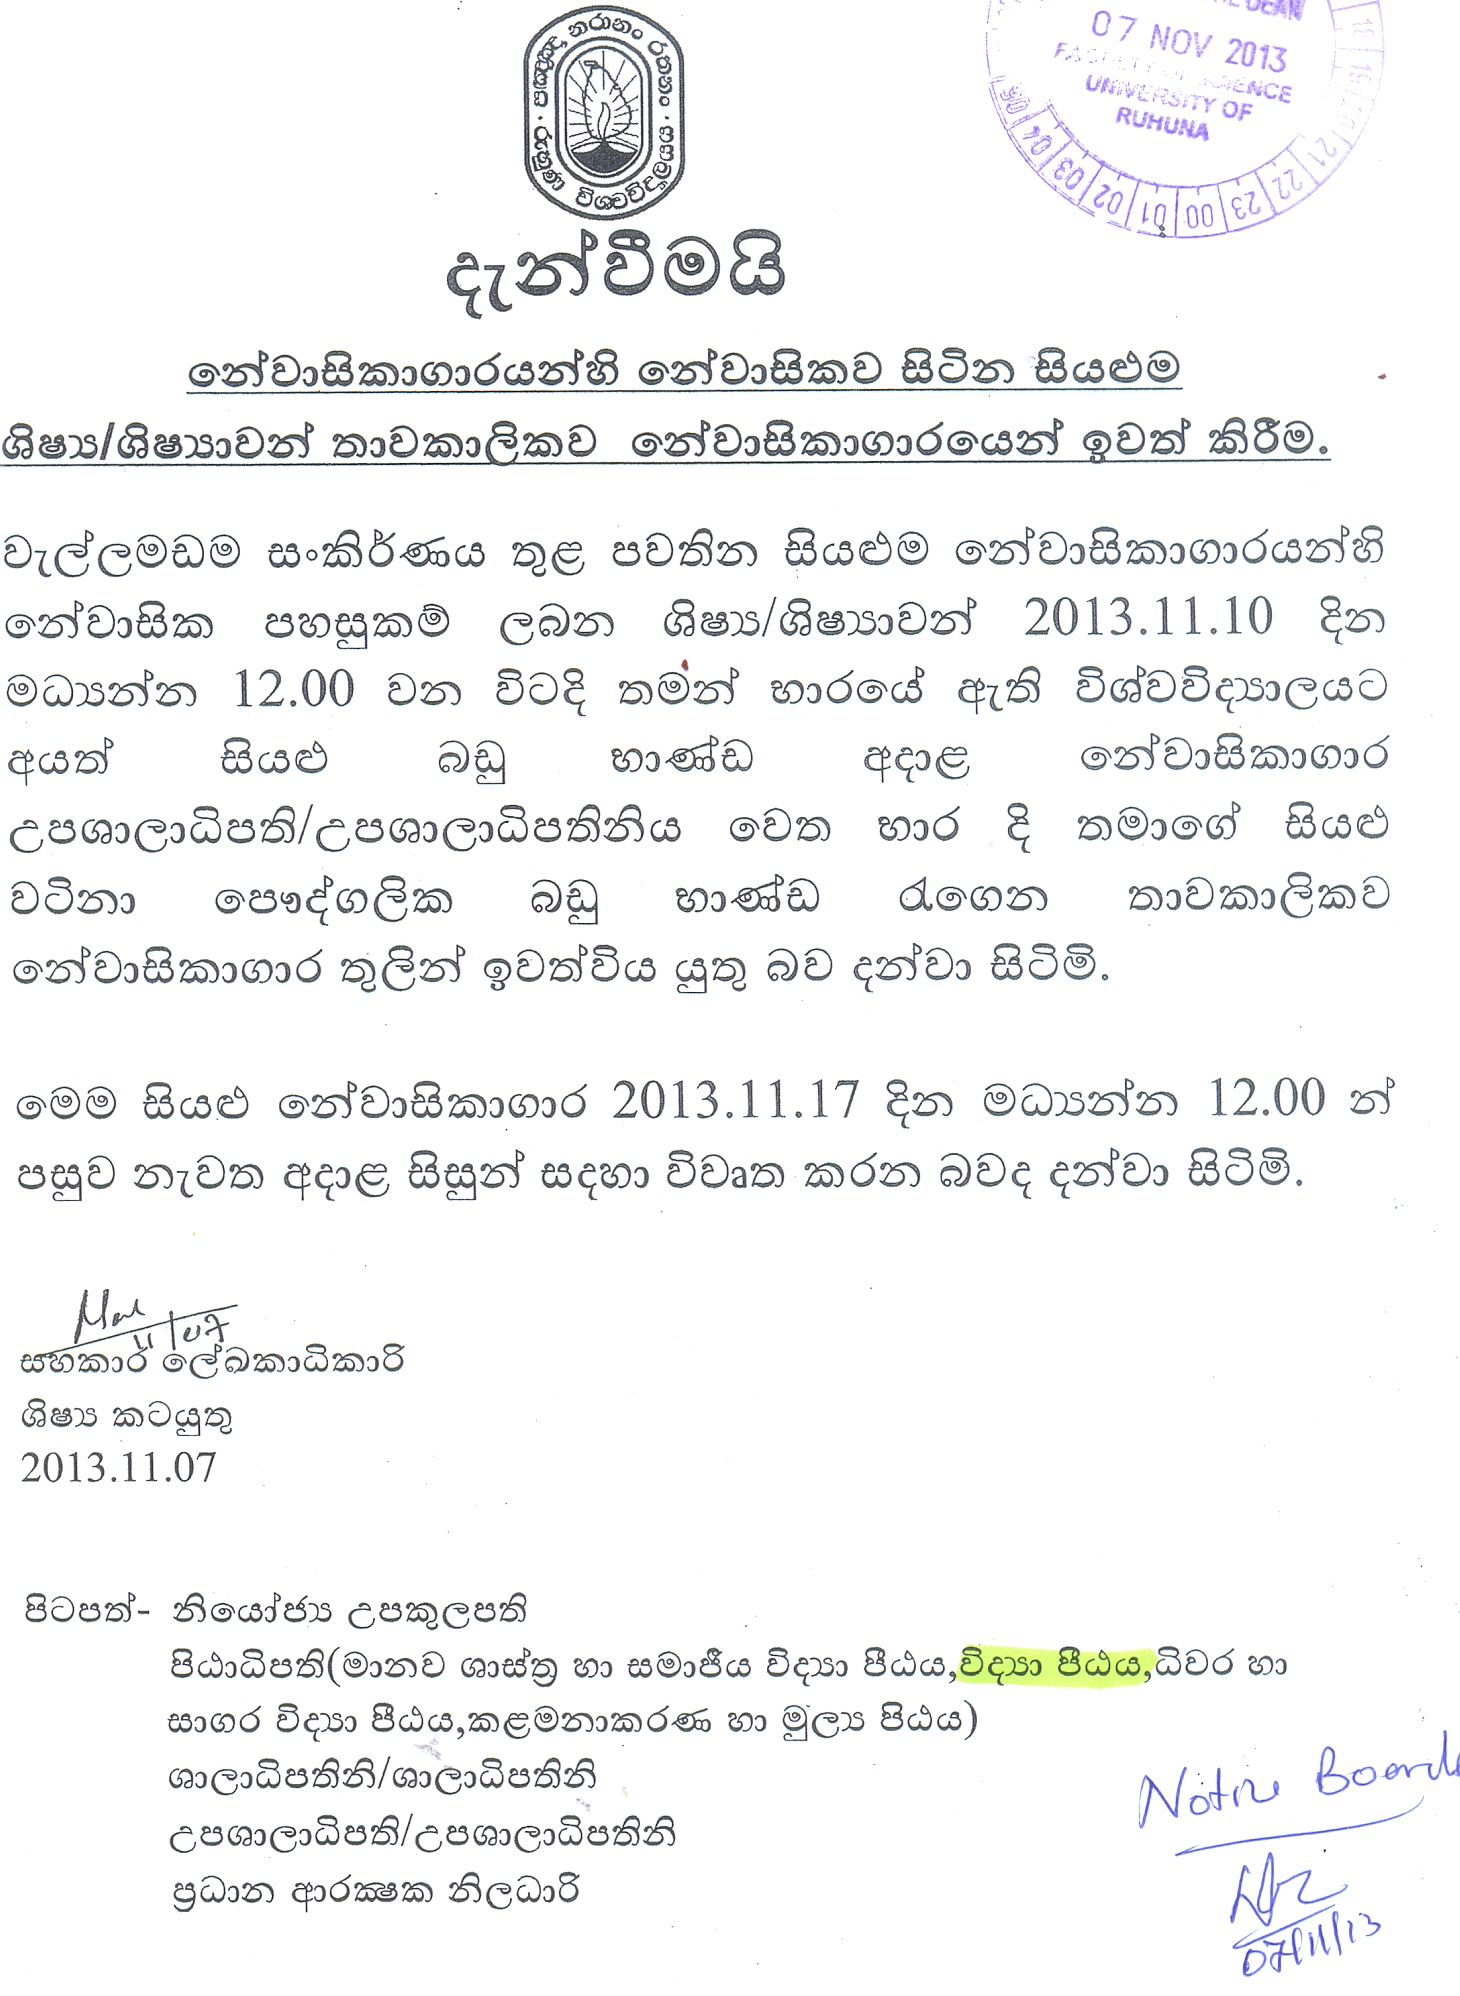 පඤ්ඤා නරානං රතනං
රුහුණ විශ්වවිද්‍යාලය
DEAN
07 NOV 2013
FACULTY OF SCIENCE
UNIVERSITY OF
RUHUNA
04 03 02 01 00 23 22 21 20 19 18
දැන්වීමයි
නේවාසිකාගාරයන්හි නේවාසිකව සිටින සියළුම
ශිෂ්‍ය/ශිෂ්‍යාවන් තාවකාලිකව නේවාසිකාගාරයෙන් ඉවත් කිරීම.
වැල්ලමඩම සංකිර්ණය තුළ පවතින සියළුම නේවාසිකාගාරයන්හි
නේවාසික පහසුකම් ලබන ශිෂ්‍ය/ශිෂ්‍යාවන් 2013.11.10 දින
මධ්‍යන්න 12.00 වන විටදි තමන් භාරයේ ඇති විශ්වවිද්‍යාලයට
අයත් සියළු බඩු භාණ්ඩ අදාළ නේවාසිකාගාර
උපශාලාධිපති/උපශාලාධිපතිනිය වෙත භාර දි තමාගේ සියළු
වටිනා පෞද්ගලික බඩු භාණ්ඩ රැගෙන තාවකාලිකව
නේවාසිකාගාර තුලින් ඉවත්විය යුතු බව දන්වා සිටිමි.
මෙම සියළු නේවාසිකාගාර 2013.11.17 දින මධ්‍යන්න 12.00 න්
පසුව නැවත අදාළ සිසුන් සදහා විවෘත කරන බවද දන්වා සිටිමි.
11/07
සහකාර ලේඛකාධිකාරි
ශිෂ්‍ය කටයුතු
2013.11.07
පිටපත්- නියෝජ්‍ය උපකුලපති
පිඨාධිපති(මානව ශාස්ත්‍ර හා සමාජීය විද්‍යා පීඨය,විද්‍යා පීඨය,ධිවර හා
සාගර විද්‍යා පීඨය,කළමනාකරණ හා මුල්‍ය පිඨය)
ශාලාධිපතිනි/ශාලාධිපතිනි
උපශාලාධිපති/උපශාලාධිපතිනි
ප්‍රධාන ආරක්‍ෂක නිලධාරි
Notice Boards
07/11/13